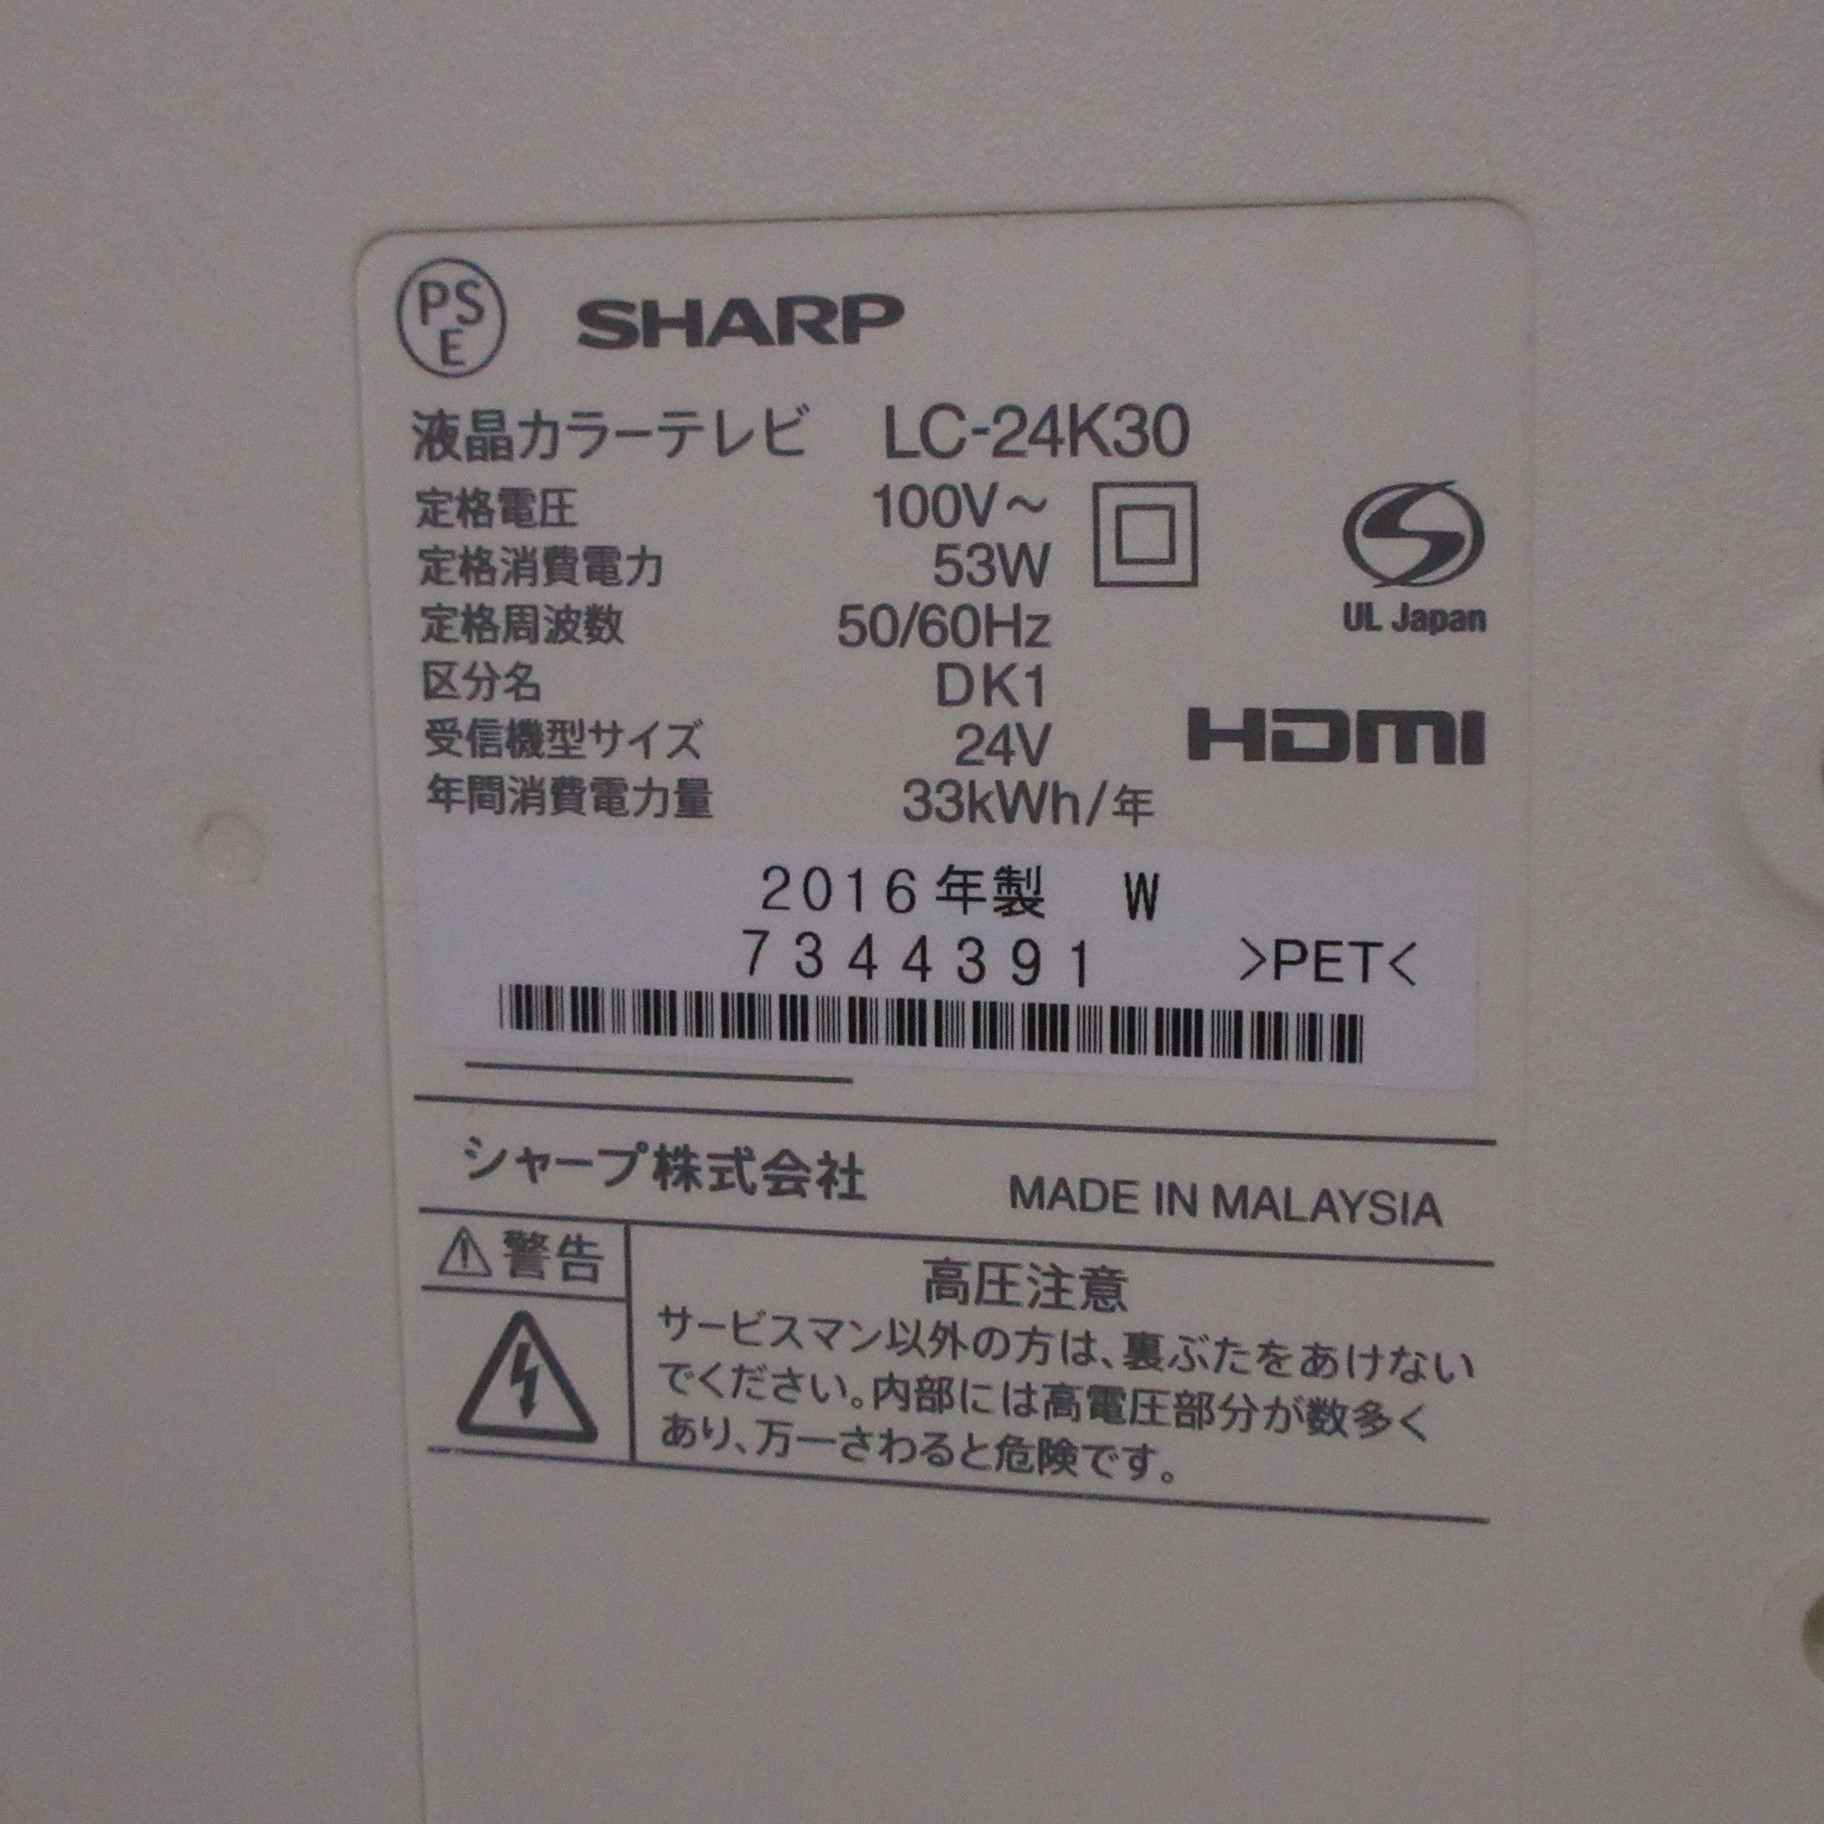 PS
E
SHARP
液晶カラーテレビ LC-24K30
定格電圧 100V～
定格消費電力 53W
定格周波数 50/60Hz
区分名 DK1
受信機型サイズ 24V
年間消費電力量 33kWh/年
UL Japan
HDMI
2016年製 W
7344391 >PET<
シャープ株式会社 MADE IN MALAYSIA
⚠警告
高圧注意
サービスマン以外の方は、裏ぶたをあけない
でください。内部には高電圧部分が数多く
あり、万一さわると危険です。